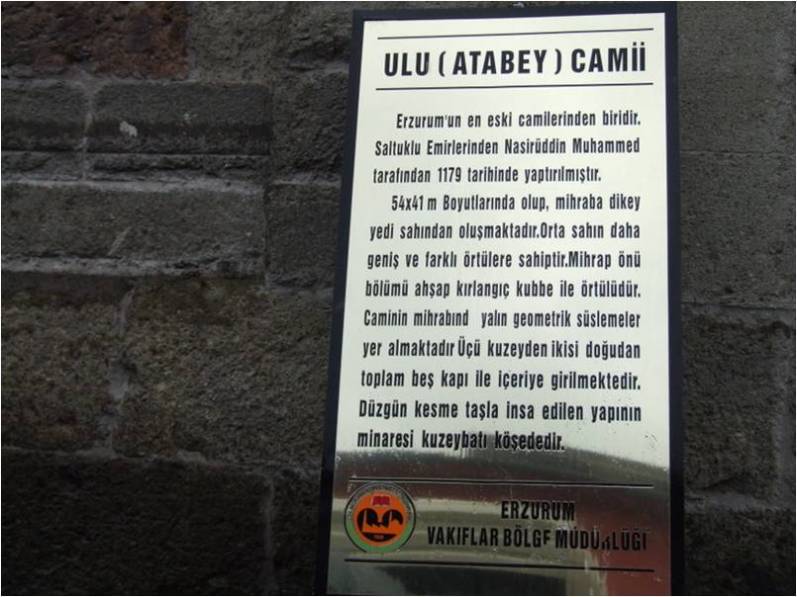 ULU ( ATABEY ) CAMİİ
Erzurum'un en eski camilerinden biridir.
Saltuklu Emirlerinden Nasirüddin Muhammed
tarafından 1179 tarihinde yaptırılmıştır.
54x41 m Boyutlarında olup, mihraba dikey
yedi sahından oluşmaktadır.Orta sahın daha
geniş ve farklı örtülere sahiptir.Mihrap önü
bölümü ahşap kırlangıç kubbe ile örtülüdür.
Caminin mihrabınd yalın geometrik süslemeler
yer almaktadır Üçü kuzeyden ikisi doğudan
toplam beş kapı ile içeriye girilmektedir.
Düzgün kesme taşla insa edilen yapının
minaresi kuzeybatı köşededir.
ERZURUM
VAKIFLAR BÖLGE MÜDÜRLÜĞÜ